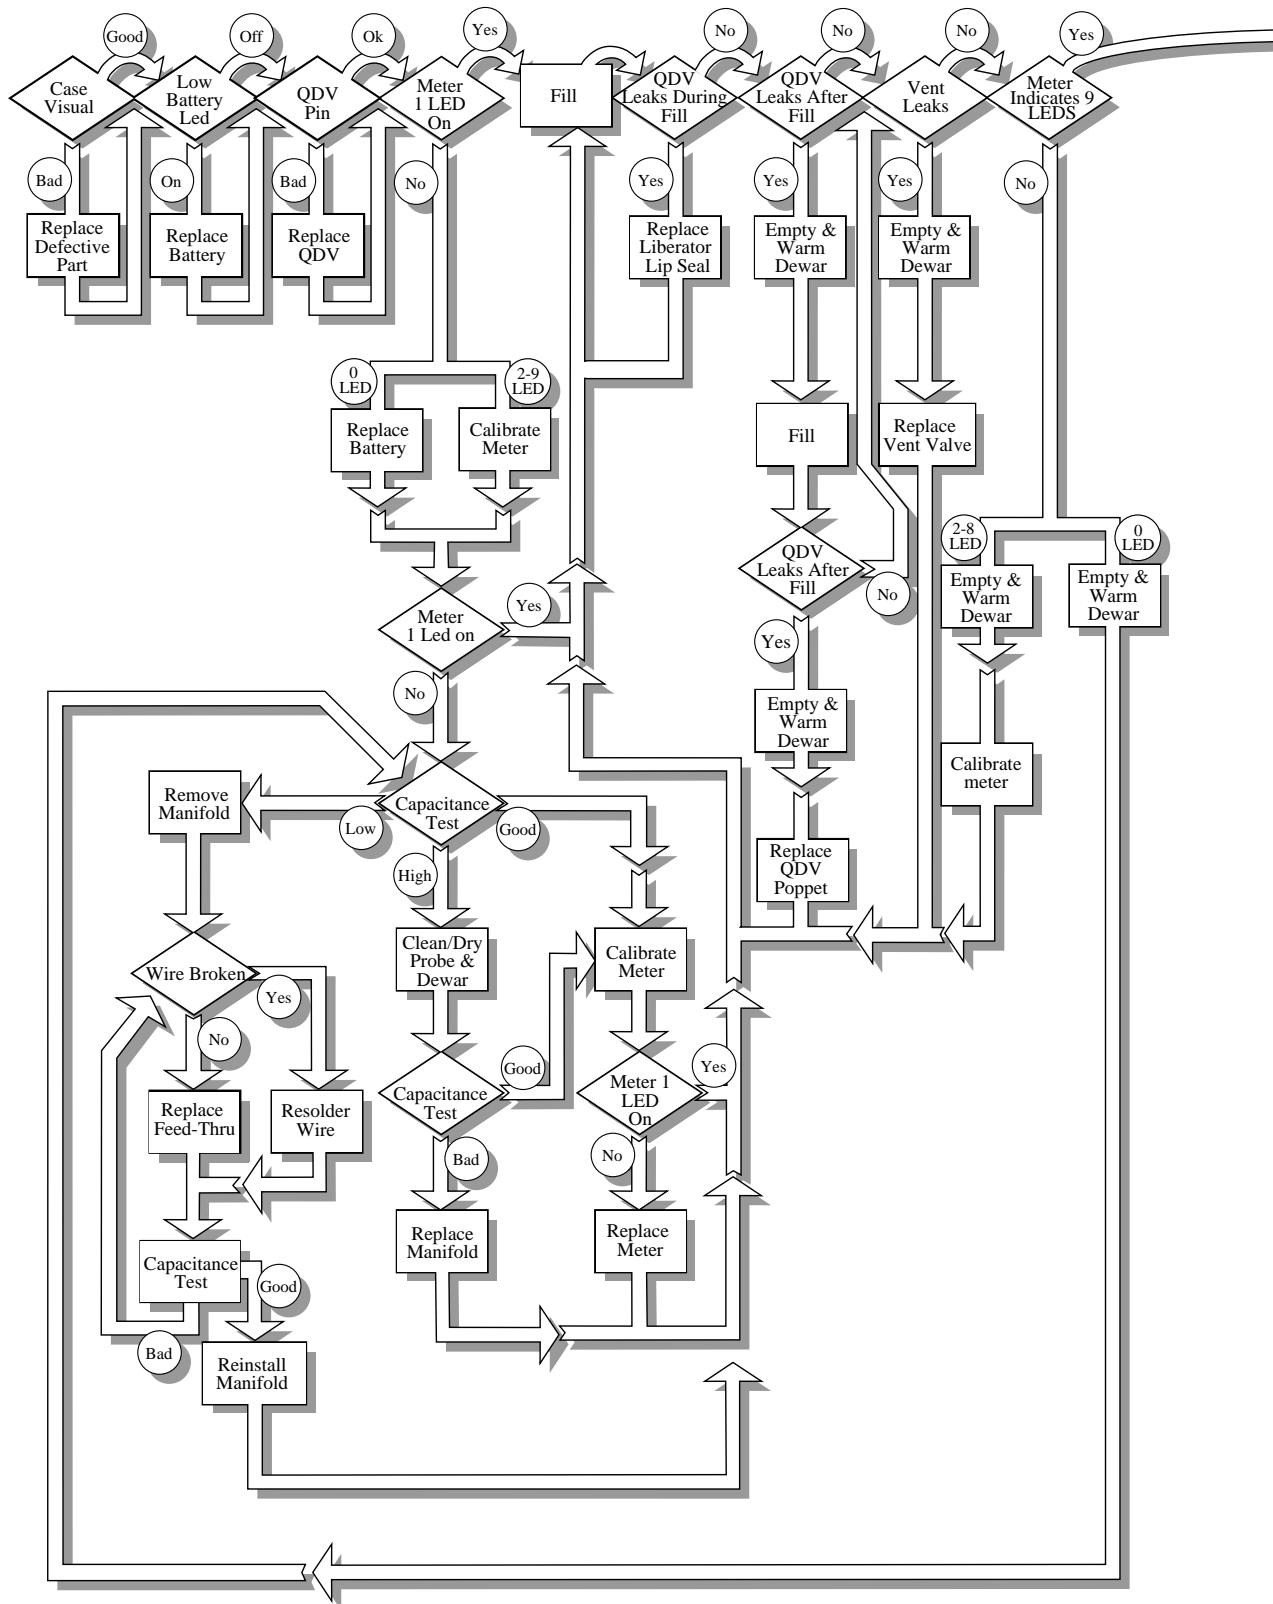 Good
Off
Ok
Yes
No
No
No
Yes
Case
Visual
Low
Battery
Led
QDV
Pin
Meter
1 LED
On
Fill
QDV
Leaks During
Fill
QDV
Leaks After
Fill
Vent
Leaks
Meter
Indicates 9
LEDS
Bad
On
Bad
No
Yes
Yes
Yes
No
Replace
Defective
Part
Replace
Battery
Replace
QDV
Replace
Liberator
Lip Seal
Empty &
Warm
Dewar
Empty &
Warm
Dewar
0
LED
2-9
LED
Replace
Battery
Calibrate
Meter
Fill
Replace
Vent Valve
2-8
LED
0
LED
QDV
Leaks After
Fill
No
Empty &
Warm
Dewar
Empty &
Warm
Dewar
Meter
1 Led on
Yes
Yes
No
Empty &
Warm
Dewar
Calibrate
meter
Remove
Manifold
Capacitance
Test
Low
Good
High
Replace
QDV
Poppet
Clean/Dry
Probe &
Dewar
Calibrate
Meter
Wire Broken
Yes
No
Good
Yes
Capacitance
Test
Meter 1
LED
On
Replace
Feed-Thru
Resolder
Wire
Bad
No
Replace
Manifold
Replace
Meter
Capacitance
Test
Good
Bad
Reinstall
Manifold